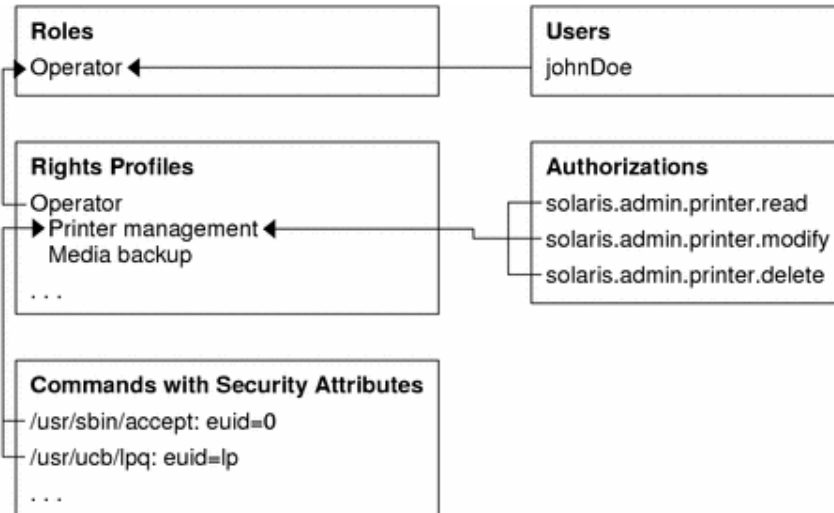 Roles
Operator
Users
johnDoe
Rights Profiles
Operator
Printer management
Media backup
. . .
Authorizations
solaris.admin.printer.read
solaris.admin.printer.modify
solaris.admin.printer.delete
Commands with Security Attributes
/usr/sbin/accept: euid=0
/usr/ucb/lpq: euid=lp
. . .